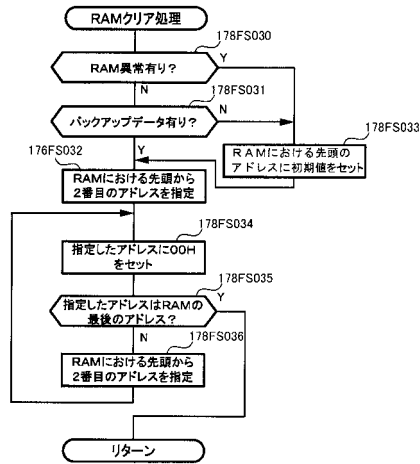 RAMクリア処理
178FS030
RAM異常有り?
Y
N
178FS031
バックアップデータ有り?
N
Y
178FS033
RAMにおける先頭の
アドレスに初期値をセット
176FS032
RAMにおける先頭から
2番目のアドレスを指定
178FS034
指定したアドレスに00H
をセット
178FS035
指定したアドレスはRAMの
最後のアドレス?
Y
N
178FS036
RAMにおける先頭から
2番目のアドレスを指定
リターン